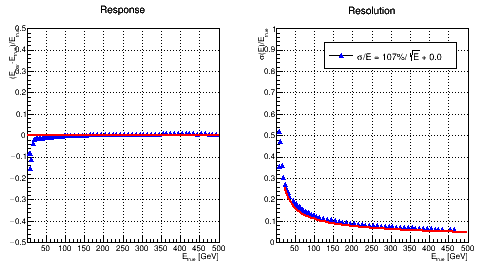 Response
(E_Dsc - E_true)/E_true
0.5
0.4
0.3
0.2
0.1
0
−0.1
−0.2
−0.3
−0.4
−0.5
50 100 150 200 250 300 350 400 450 500
E_true [GeV]
Resolution
σ(E)/E_true
1
0.9
0.8
0.7
0.6
0.5
0.4
0.3
0.2
0.1
0
σ/E = 107%/√E + 0.0
50 100 150 200 250 300 350 400 450 500
E_true [GeV]